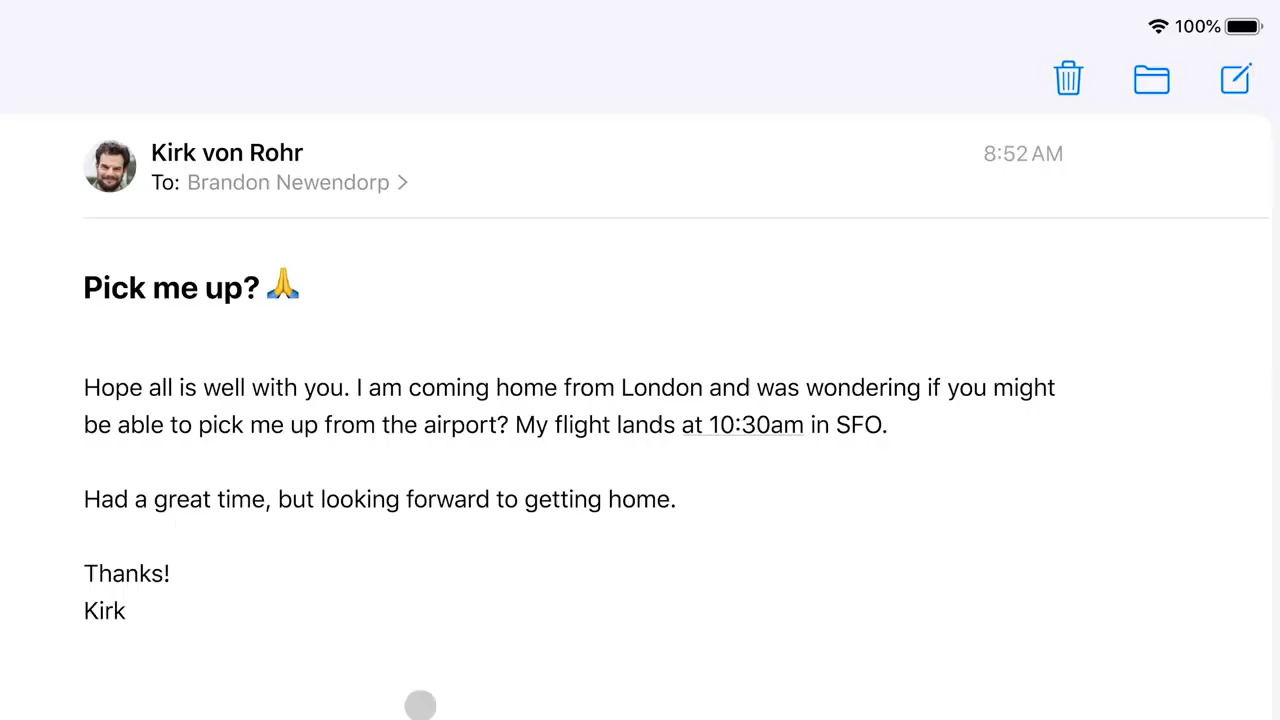 100%
Kirk von Rohr
8:52 AM
To: Brandon Newendorp
Pick me up? 🙏
Hope all is well with you. I am coming home from London and was wondering if you might
be able to pick me up from the airport? My flight lands at 10:30am in SFO.
Had a great time, but looking forward to getting home.
Thanks!
Kirk